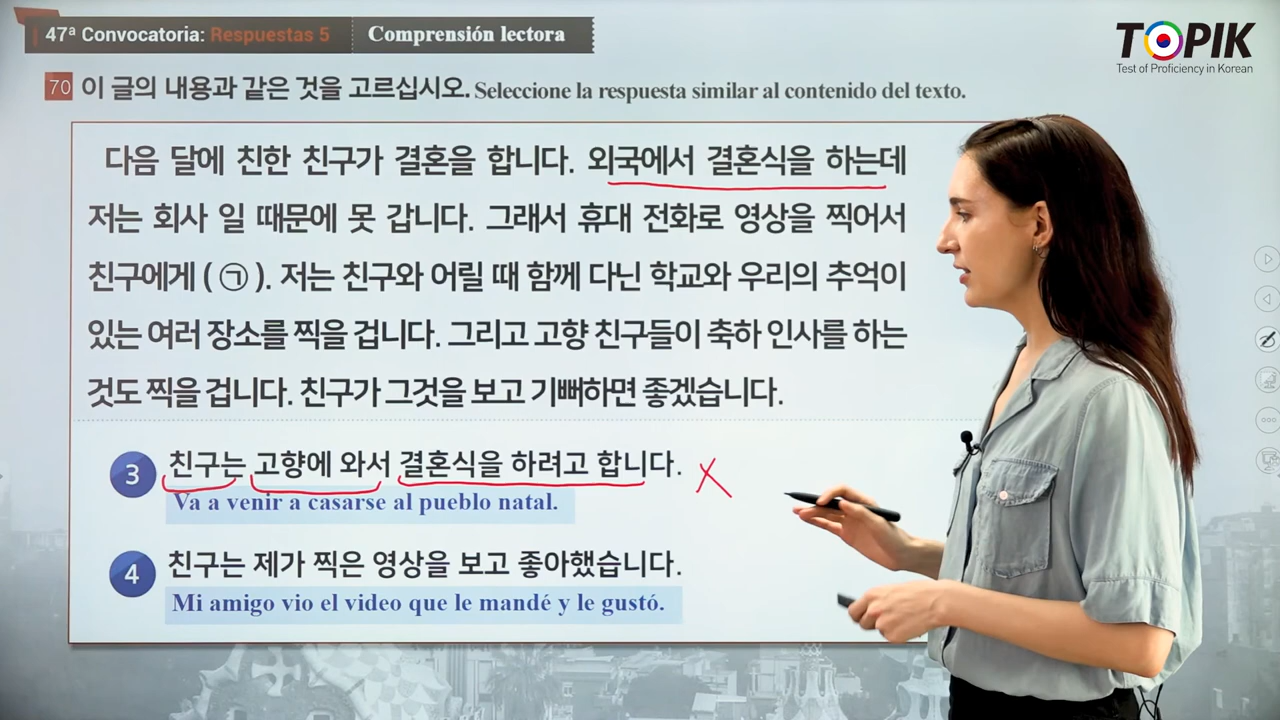 47ª Convocatoria: Respuestas 5 Comprensión lectora
TOPIK
Test of Proficiency in Korean
70 이 글의 내용과 같은 것을 고르십시오. Seleccione la respuesta similar al contenido del texto.
다음 달에 친한 친구가 결혼을 합니다. 외국에서 결혼식을 하는데
저는 회사 일 때문에 못 갑니다. 그래서 휴대 전화로 영상을 찍어서
친구에게 ( ㉠ ). 저는 친구와 어릴 때 함께 다닌 학교와 우리의 추억이
있는 여러 장소를 찍을 겁니다. 그리고 고향 친구들이 축하 인사를 하는
것도 찍을 겁니다. 친구가 그것을 보고 기뻐하면 좋겠습니다.
3 친구는 고향에 와서 결혼식을 하려고 합니다. X
Va a venir a casarse al pueblo natal.
4 친구는 제가 찍은 영상을 보고 좋아했습니다.
Mi amigo vio el video que le mandé y le gustó.